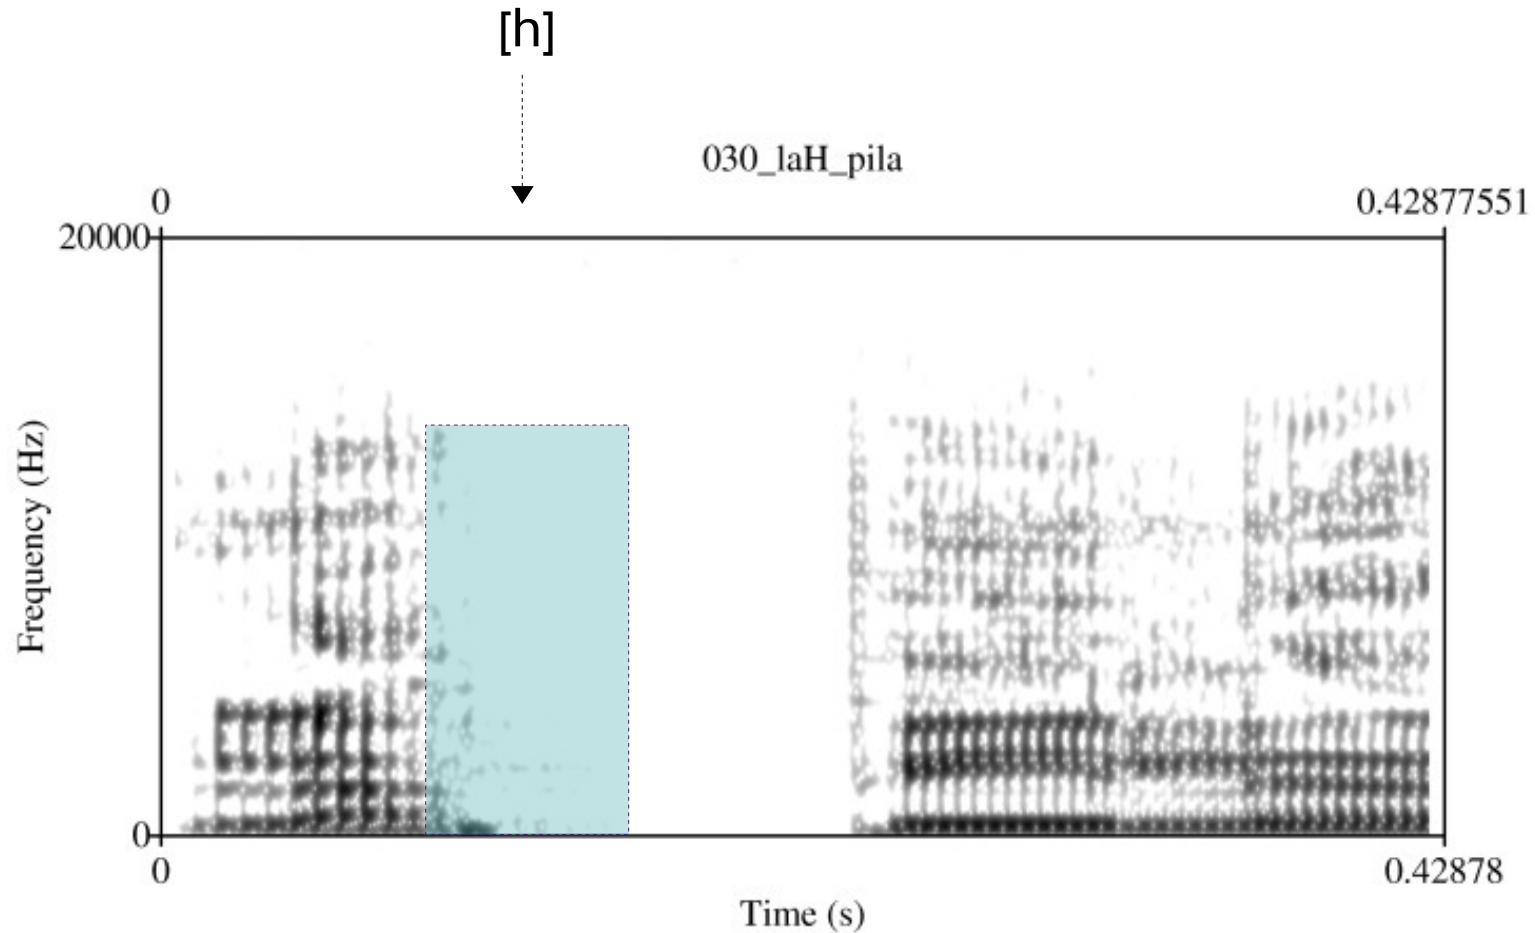 [h]
030_laH_pila
0 0.42877551
20000
Frequency (Hz)
0
0 0.42878
Time (s)